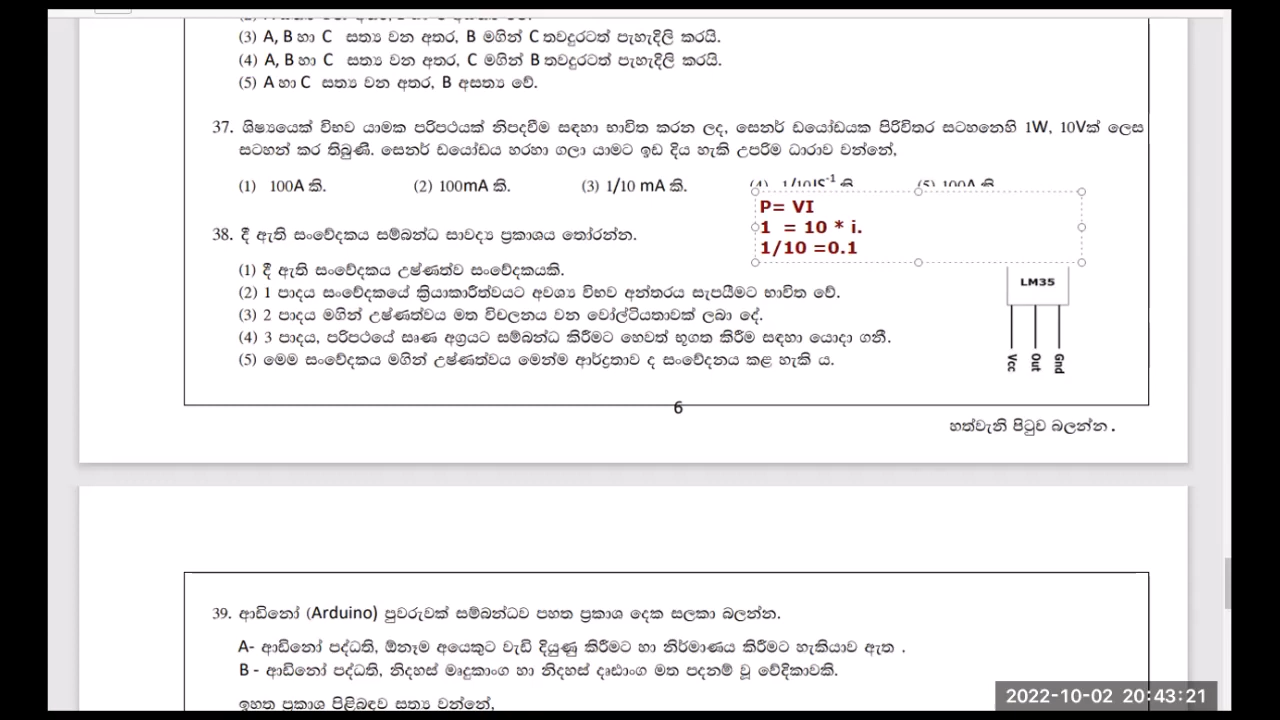 (3) A, B හා C සත්‍ය වන අතර, B මගින් C තවදුරටත් පැහැදිලි කරයි.
(4) A, B හා C සත්‍ය වන අතර, C මගින් B තවදුරටත් පැහැදිලි කරයි.
(5) A හා C සත්‍ය වන අතර, B අසත්‍ය වේ.
37. ශිෂ්‍යයෙක් විභව යාමක පරිපථයක් නිපදවීම සඳහා භාවිත කරන ලද, සෙනර් ඩයෝඩයක පිරිවිතර සටහනෙහි 1W, 10Vක් ලෙස
සටහන් කර තිබුණි. සෙනර් ඩයෝඩය හරහා ගලා යාමට ඉඩ දිය හැකි උපරිම ධාරාව වන්නේ,
(1) 100A කි. (2) 100mA කි. (3) 1/10 mA කි. (4) 1/10JS⁻¹ කි. (5) 100A කි.
P= VI
1 = 10 * i.
1/10 =0.1
38. දී ඇති සංවේදකය සම්බන්ධ සාවද්‍ය ප්‍රකාශය තෝරන්න.
(1) දී ඇති සංවේදකය උෂ්ණත්ව සංවේදකයකි.
(2) 1 පාදය සංවේදකයේ ක්‍රියාකාරීත්වයට අවශ්‍ය විභව අන්තරය සැපයීමට භාවිත වේ.
(3) 2 පාදය මගින් උෂ්ණත්වය මත විචලනය වන වෝල්ටීයතාවක් ලබා දේ.
(4) 3 පාදය, පරිපථයේ සෘණ අග්‍රයට සම්බන්ධ කිරීමට හෙවත් භූගත කිරීම සඳහා යොදා ගනී.
(5) මෙම සංවේදකය මගින් උෂ්ණත්වය මෙන්ම ආර්ද්‍රතාව ද සංවේදනය කළ හැකි ය.
LM35
Vcc Out Gnd
6
හත්වැනි පිටුව බලන්න .
39. ආඩිනෝ (Arduino) පුවරුවක් සම්බන්ධව පහත ප්‍රකාශ දෙක සලකා බලන්න.
A- ආඩිනෝ පද්ධති, ඕනෑම අයෙකුට වැඩි දියුණු කිරීමට හා නිර්මාණය කිරීමට හැකියාව ඇත .
B - ආඩිනෝ පද්ධති, නිදහස් මෘදුකාංග හා නිදහස් දෘඪාංග මත පදනම් වූ වේදිකාවකි.
ඉහත ප්‍රකාශ පිළිබඳව සත්‍ය වන්නේ,
2022-10-02 20:43:21